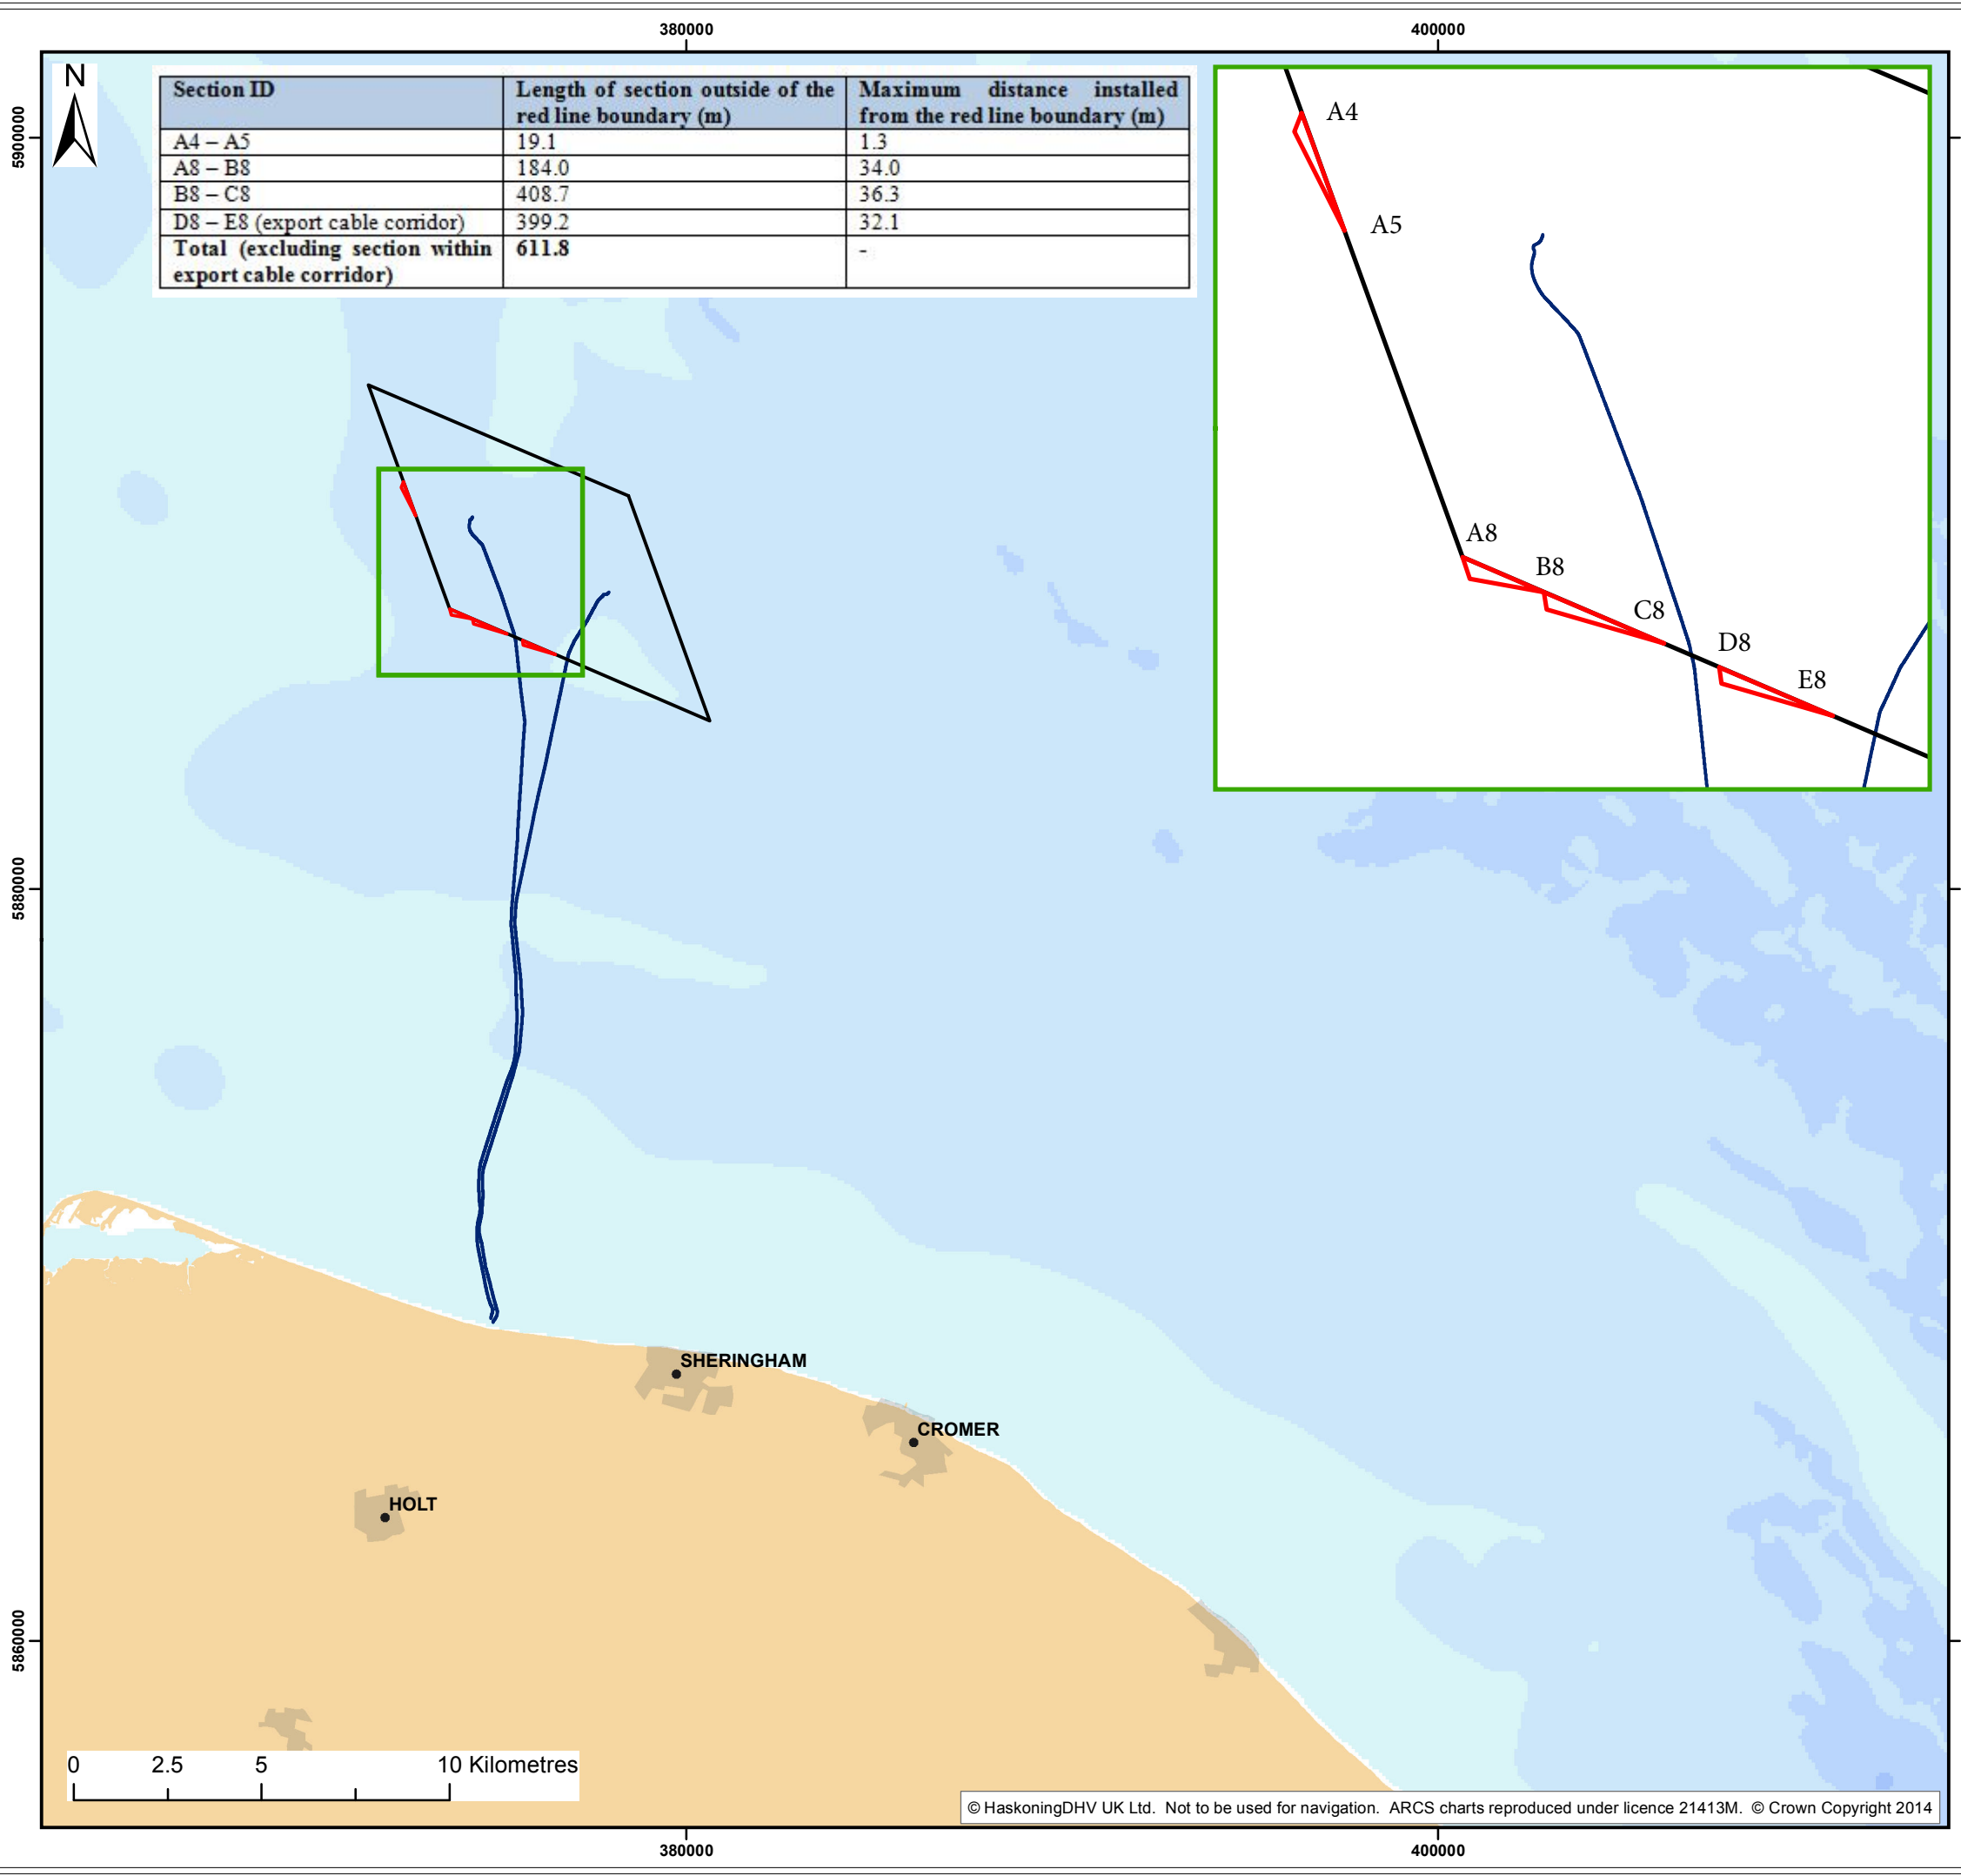 380000
400000
N
5900000
5880000
5860000
Section ID
Length of section outside of the
red line boundary (m)
Maximum distance installed
from the red line boundary (m)
A4 – A5
19.1
1.3
A8 – B8
184.0
34.0
B8 – C8
408.7
36.3
D8 – E8 (export cable corridor)
399.2
32.1
Total (excluding section within
export cable corridor)
611.8
-
A4
A5
A8
B8
C8
D8
E8
SHERINGHAM
CROMER
HOLT
0
2.5
5
10 Kilometres
© HaskoningDHV UK Ltd. Not to be used for navigation. ARCS charts reproduced under licence 21413M. © Crown Copyright 2014
380000
400000